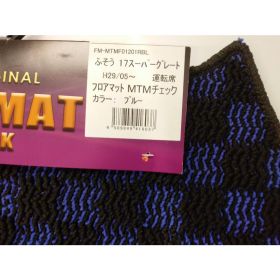 FM-MTMF01201RBL
ふそう 17スーパーグレート
H29/05～ 運転席
フロアマット MTMチェック
カラー: ブルー
GINAL
MAT
K